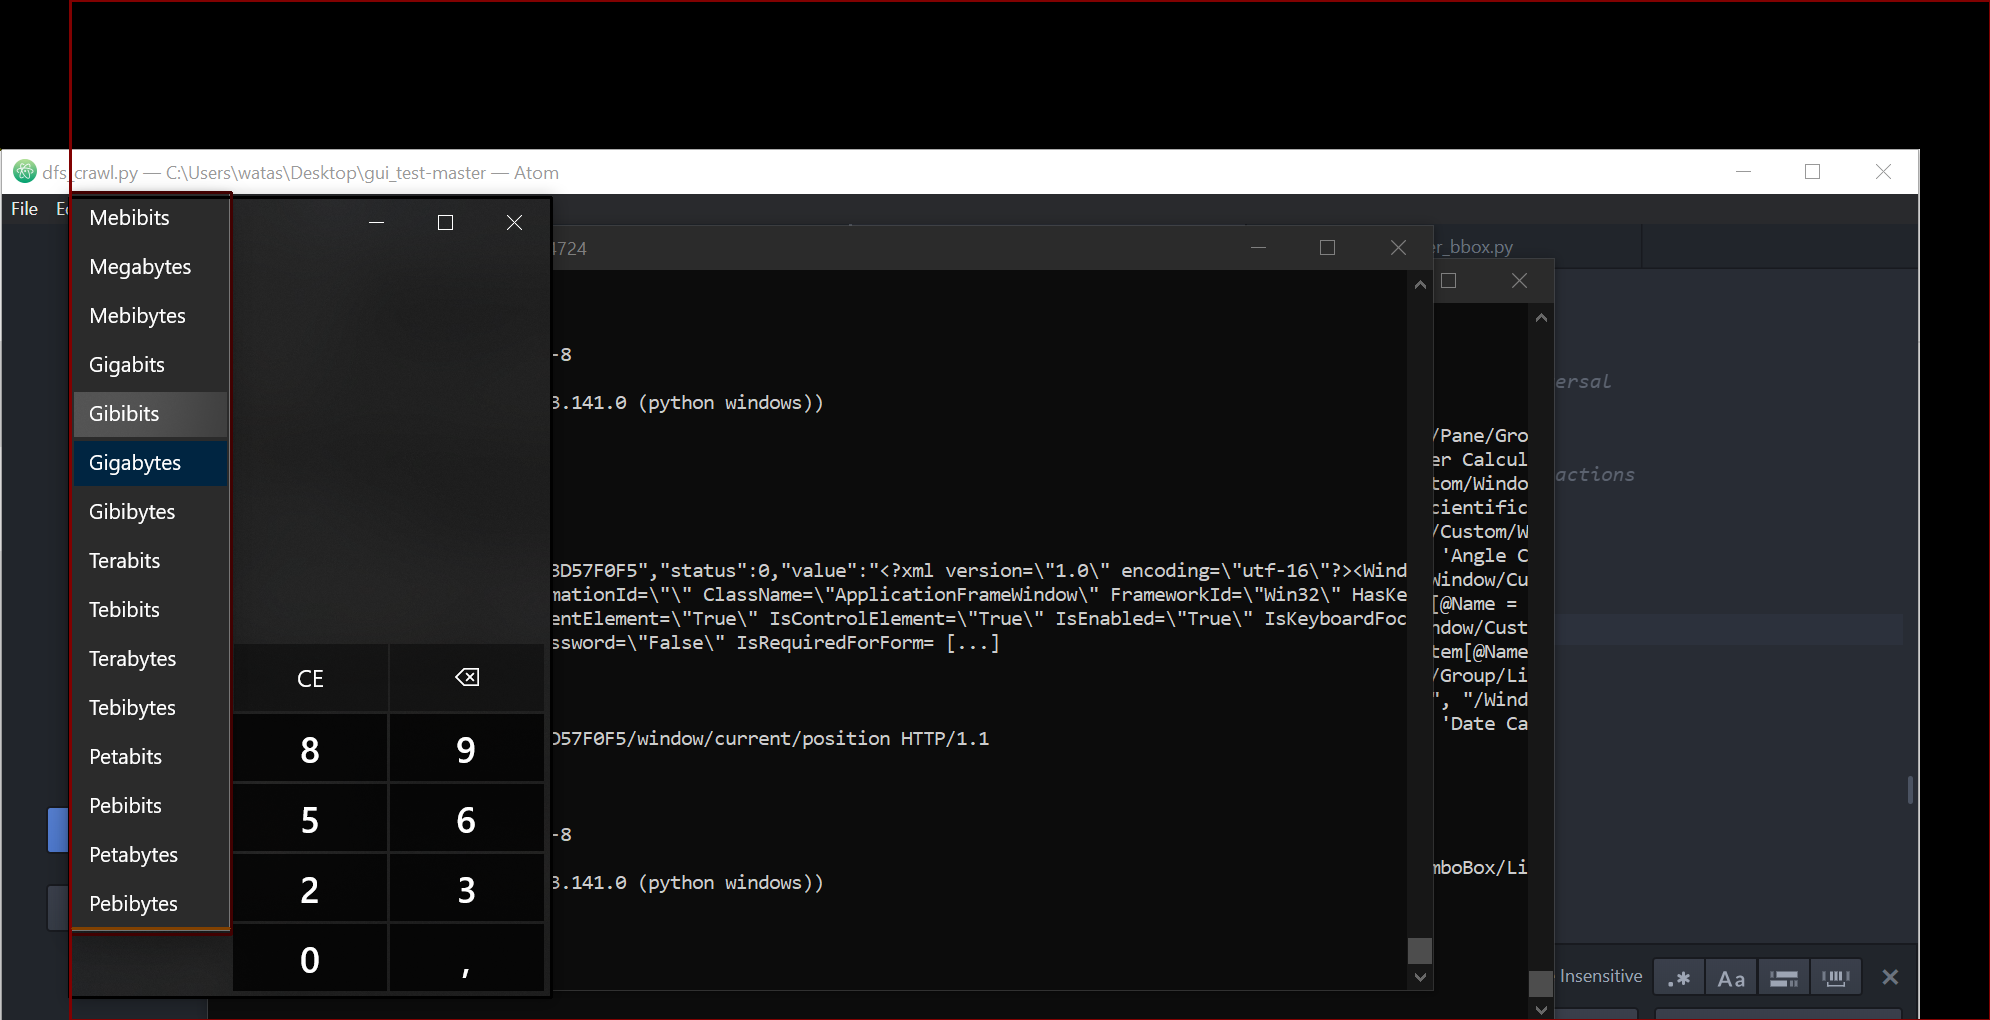 dfs_crawl.py — C:\Users\watas\Desktop\gui_test-master — Atom
File
Mebibits
Megabytes
Mebibytes
Gigabits
Gibibits
Gigabytes
Gibibytes
Terabits
Tebibits
Terabytes
Tebibytes
Petabits
Pebibits
Petabytes
Pebibytes
CE
8 9
5 6
2 3
0 ,
4724
-8
3.141.0 (python windows))
3D57F0F5","status":0,"value":"<?xml version=\"1.0\" encoding=\"utf-16\"?><Wind
mationId=\"\" ClassName=\"ApplicationFrameWindow\" FrameworkId=\"Win32\" HasKe
entElement=\"True\" IsControlElement=\"True\" IsEnabled=\"True\" IsKeyboardFoc
ssword=\"False\" IsRequiredForForm= [...]
D57F0F5/window/current/position HTTP/1.1
-8
3.141.0 (python windows))
er_bbox.py
/Pane/Gro
er Calcul
tom/Windo
cientific
/Custom/W
'Angle C
Window/Cu
[@Name =
ndow/Cust
tem[@Name
/Group/Li
", "/Wind
'Date Ca
mboBox/Li
ersal
actions
Insensitive
.* Aa